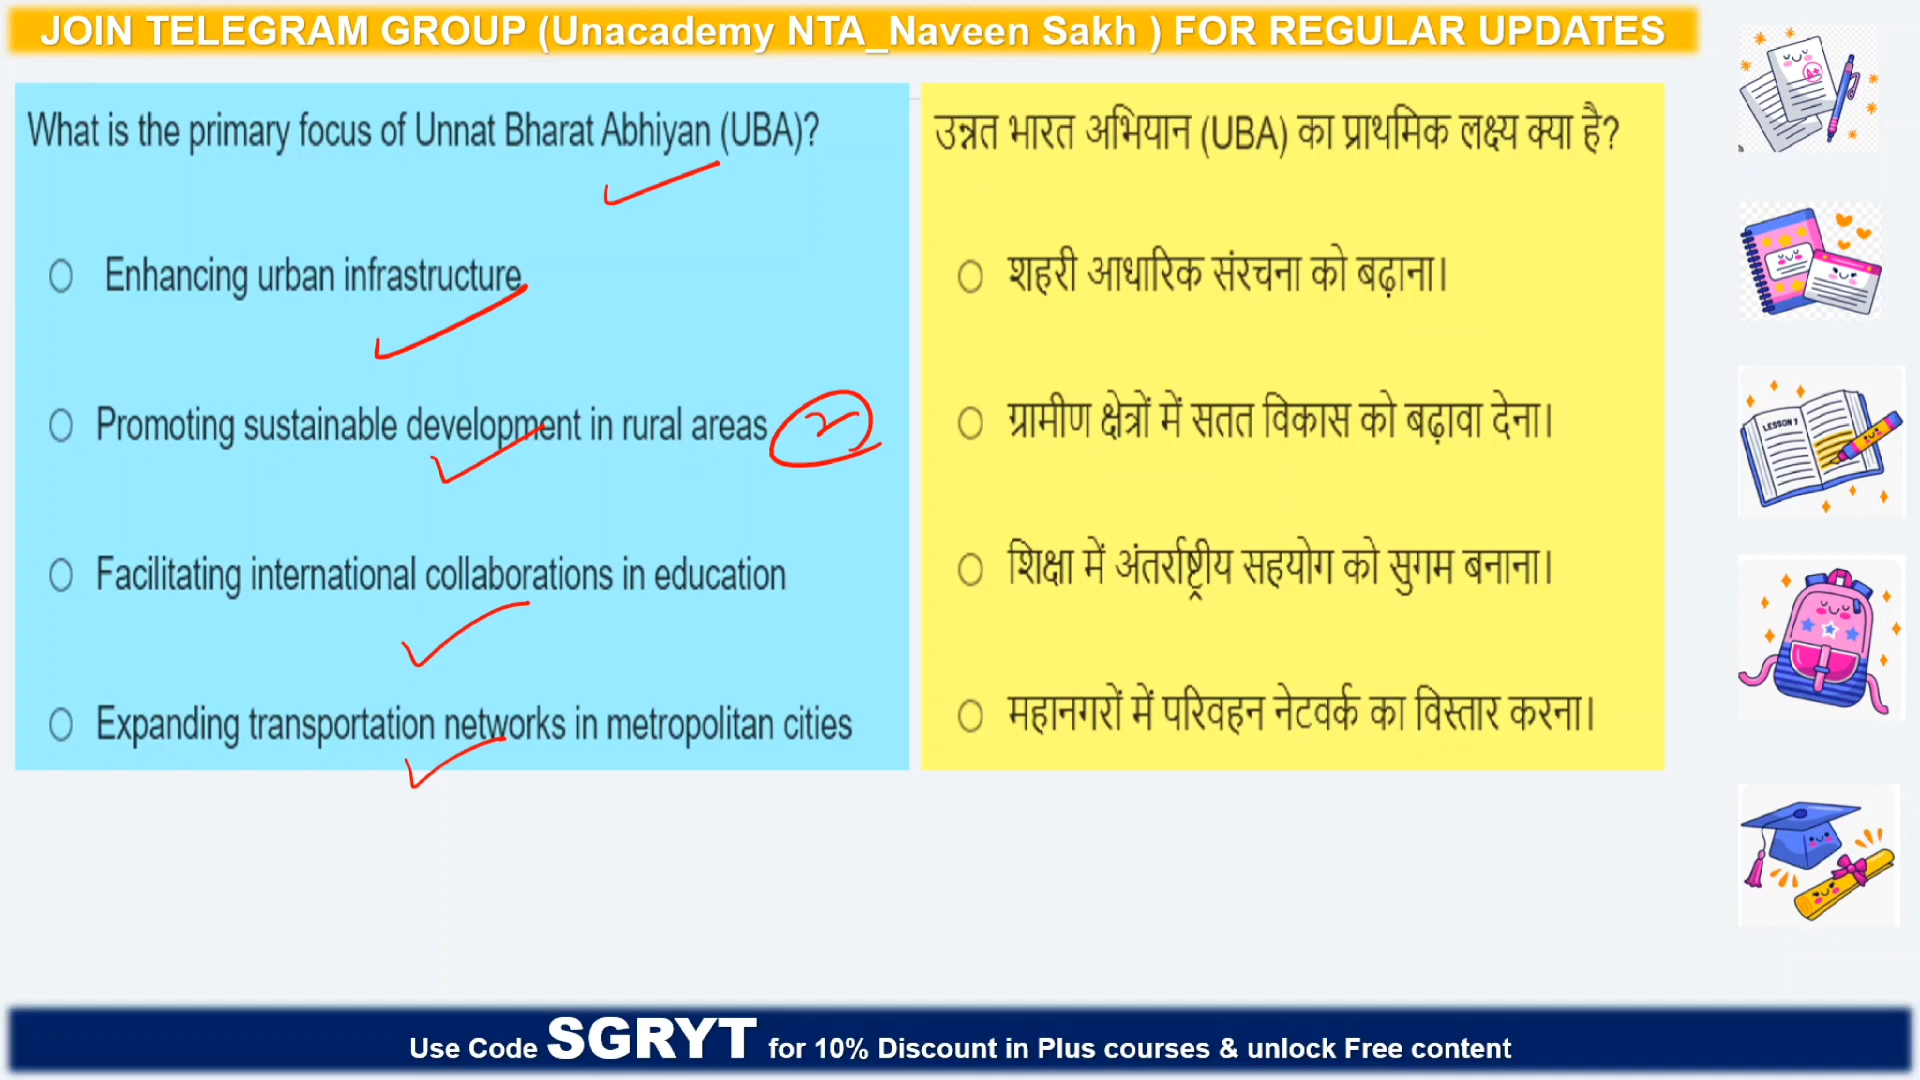 JOIN TELEGRAM GROUP (Unacademy NTA_Naveen Sakh ) FOR REGULAR UPDATES
What is the primary focus of Unnat Bharat Abhiyan (UBA)?
Enhancing urban infrastructure
Promoting sustainable development in rural areas 2
Facilitating international collaborations in education
Expanding transportation networks in metropolitan cities
उन्नत भारत अभियान (UBA) का प्राथमिक लक्ष्य क्या है?
शहरी आधारिक संरचना को बढ़ाना।
ग्रामीण क्षेत्रों में सतत विकास को बढ़ावा देना।
शिक्षा में अंतर्राष्ट्रीय सहयोग को सुगम बनाना।
महानगरों में परिवहन नेटवर्क का विस्तार करना।
A+
LESSON 1
Use Code SGRYT for 10% Discount in Plus courses & unlock Free content